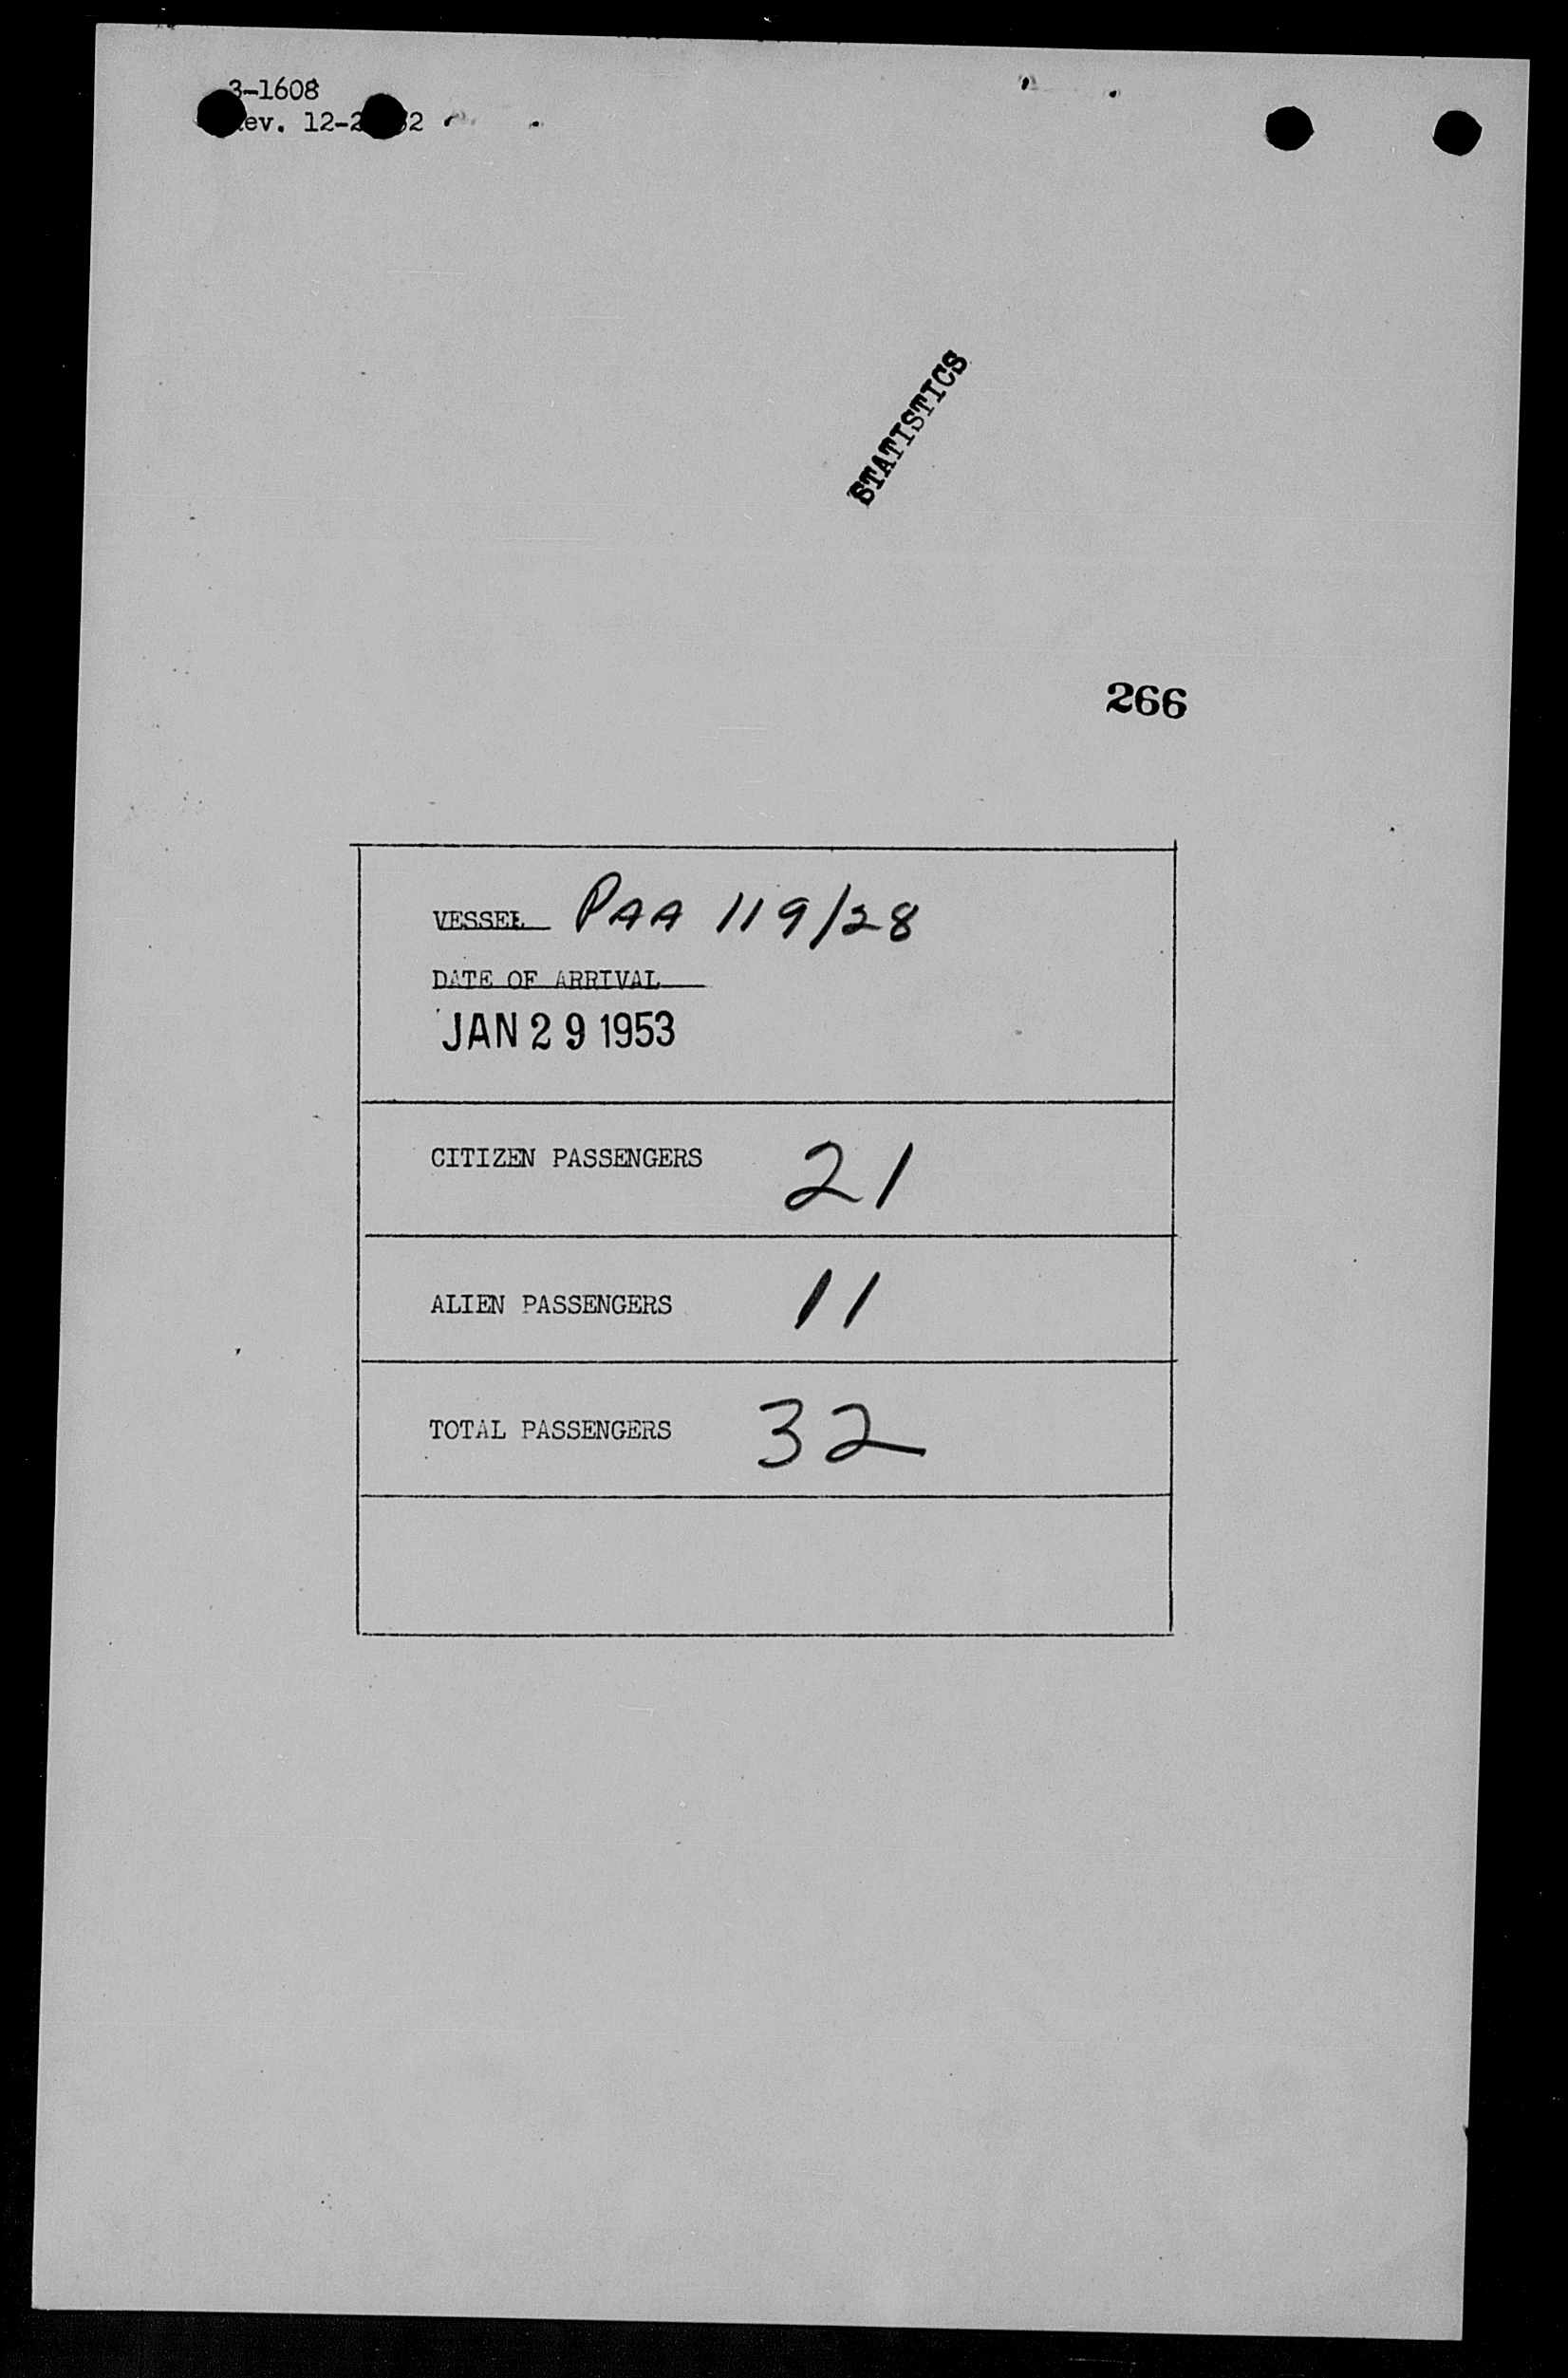 3-1608
ev. 12-2 2
STATISTICS
266
VESSEL PAA 119/28
DATE OF ARRIVAL
JAN 29 1953
CITIZEN PASSENGERS 21
ALIEN PASSENGERS 11
TOTAL PASSENGERS 32